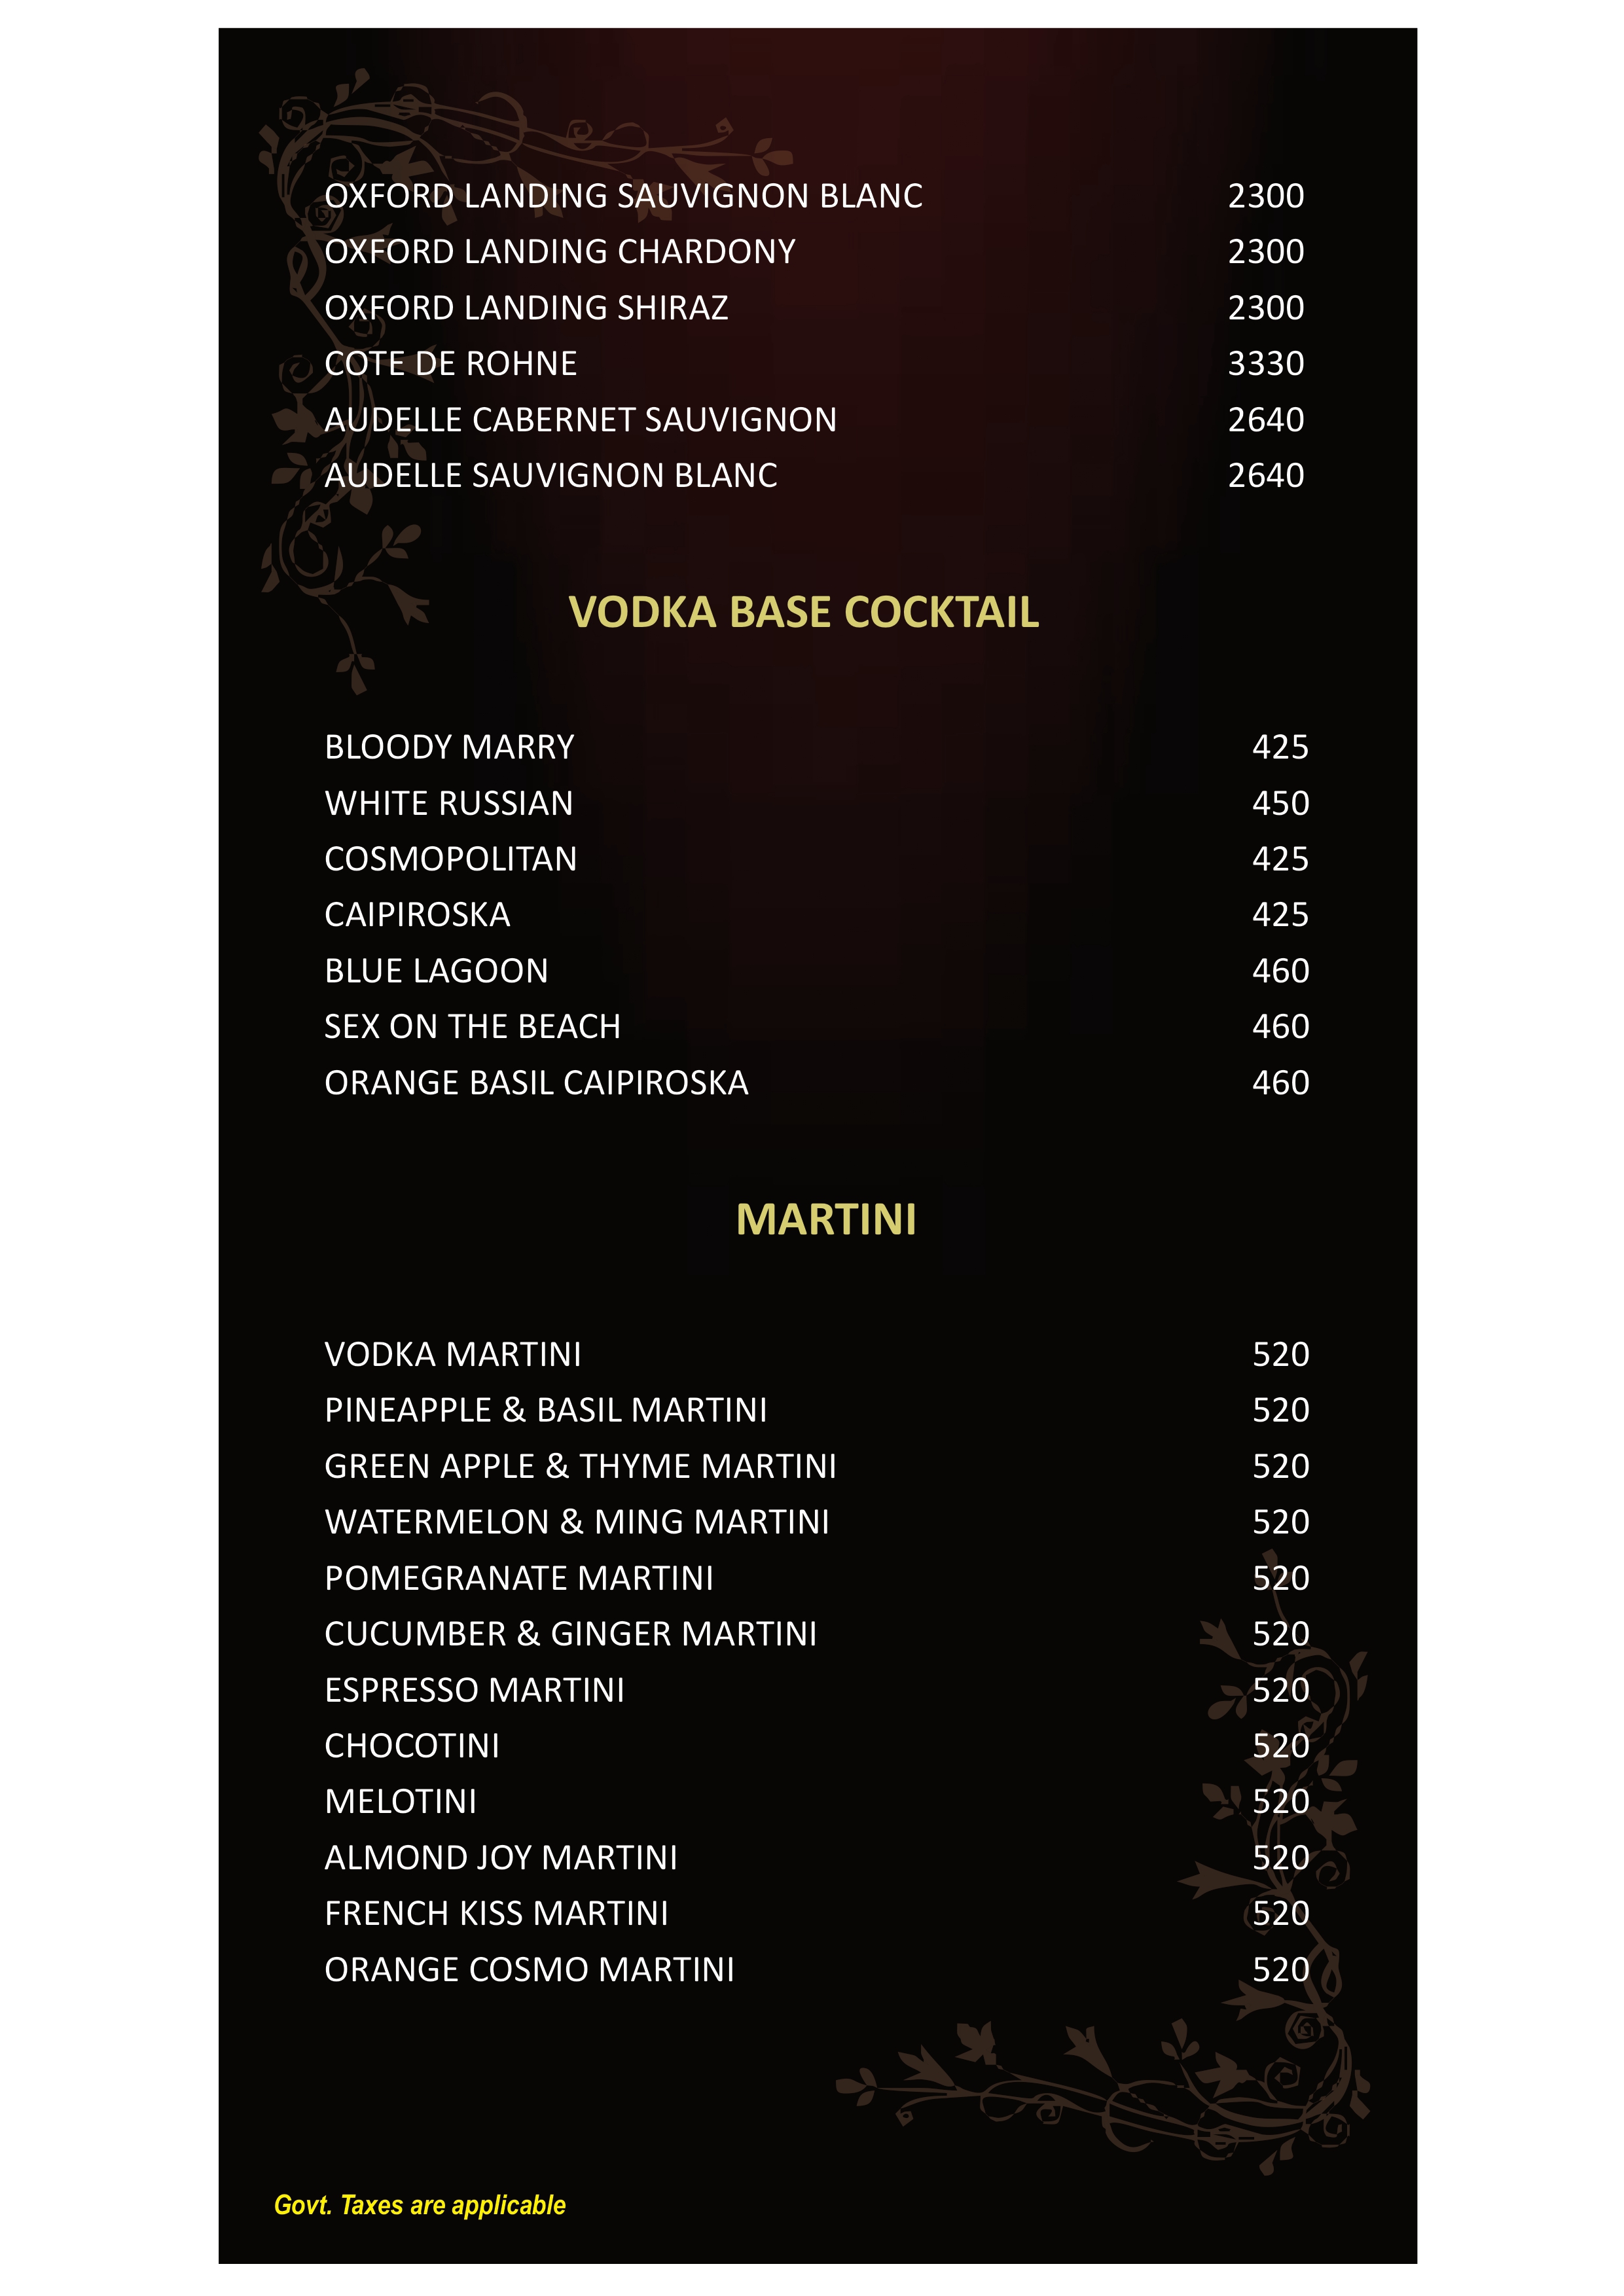 OXFORD LANDING SAUVIGNON BLANC 2300
OXFORD LANDING CHARDONY 2300
OXFORD LANDING SHIRAZ 2300
COTE DE ROHNE 3330
AUDELLE CABERNET SAUVIGNON 2640
AUDELLE SAUVIGNON BLANC 2640
VODKA BASE COCKTAIL
BLOODY MARRY 425
WHITE RUSSIAN 450
COSMOPOLITAN 425
CAIPIROSKA 425
BLUE LAGOON 460
SEX ON THE BEACH 460
ORANGE BASIL CAIPIROSKA 460
MARTINI
VODKA MARTINI 520
PINEAPPLE & BASIL MARTINI 520
GREEN APPLE & THYME MARTINI 520
WATERMELON & MING MARTINI 520
POMEGRANATE MARTINI 520
CUCUMBER & GINGER MARTINI 520
ESPRESSO MARTINI 520
CHOCOTINI 520
MELOTINI 520
ALMOND JOY MARTINI 520
FRENCH KISS MARTINI 520
ORANGE COSMO MARTINI 520
Govt. Taxes are applicable